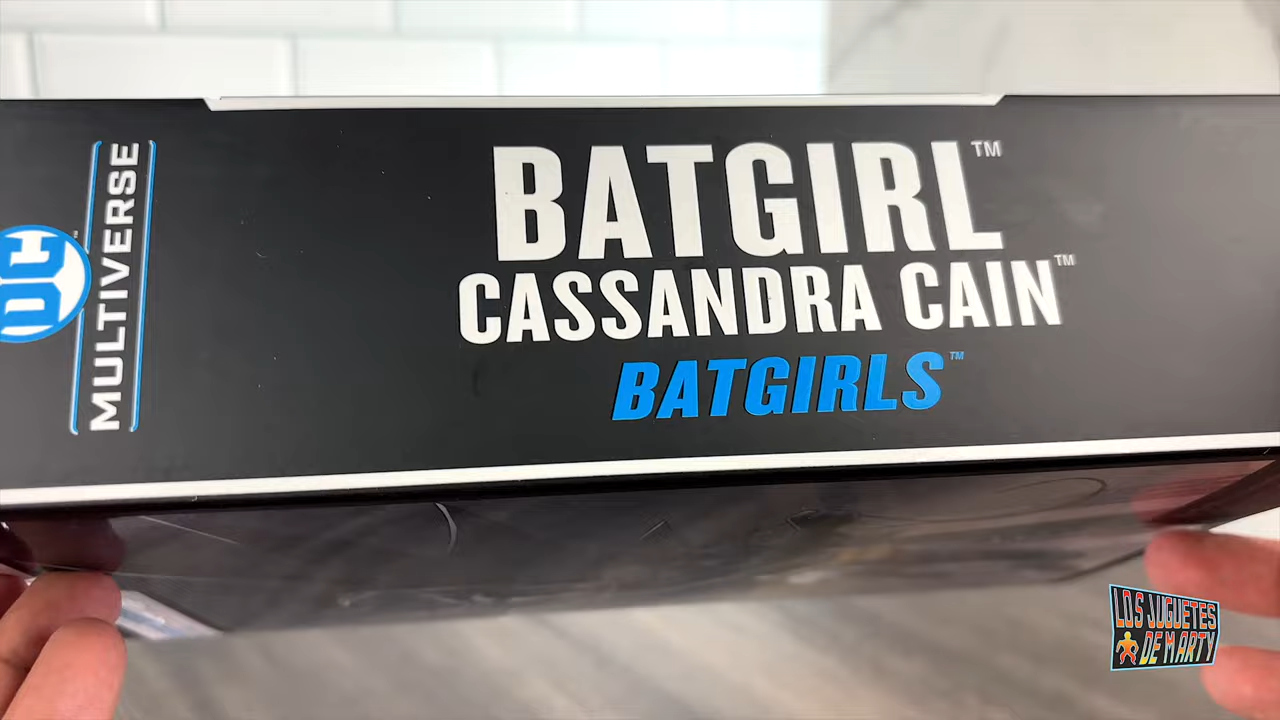 DC
MULTIVERSE
BATGIRL™
CASSANDRA CAIN™
BATGIRLS™
LOS JUGUETES
DE MARTY